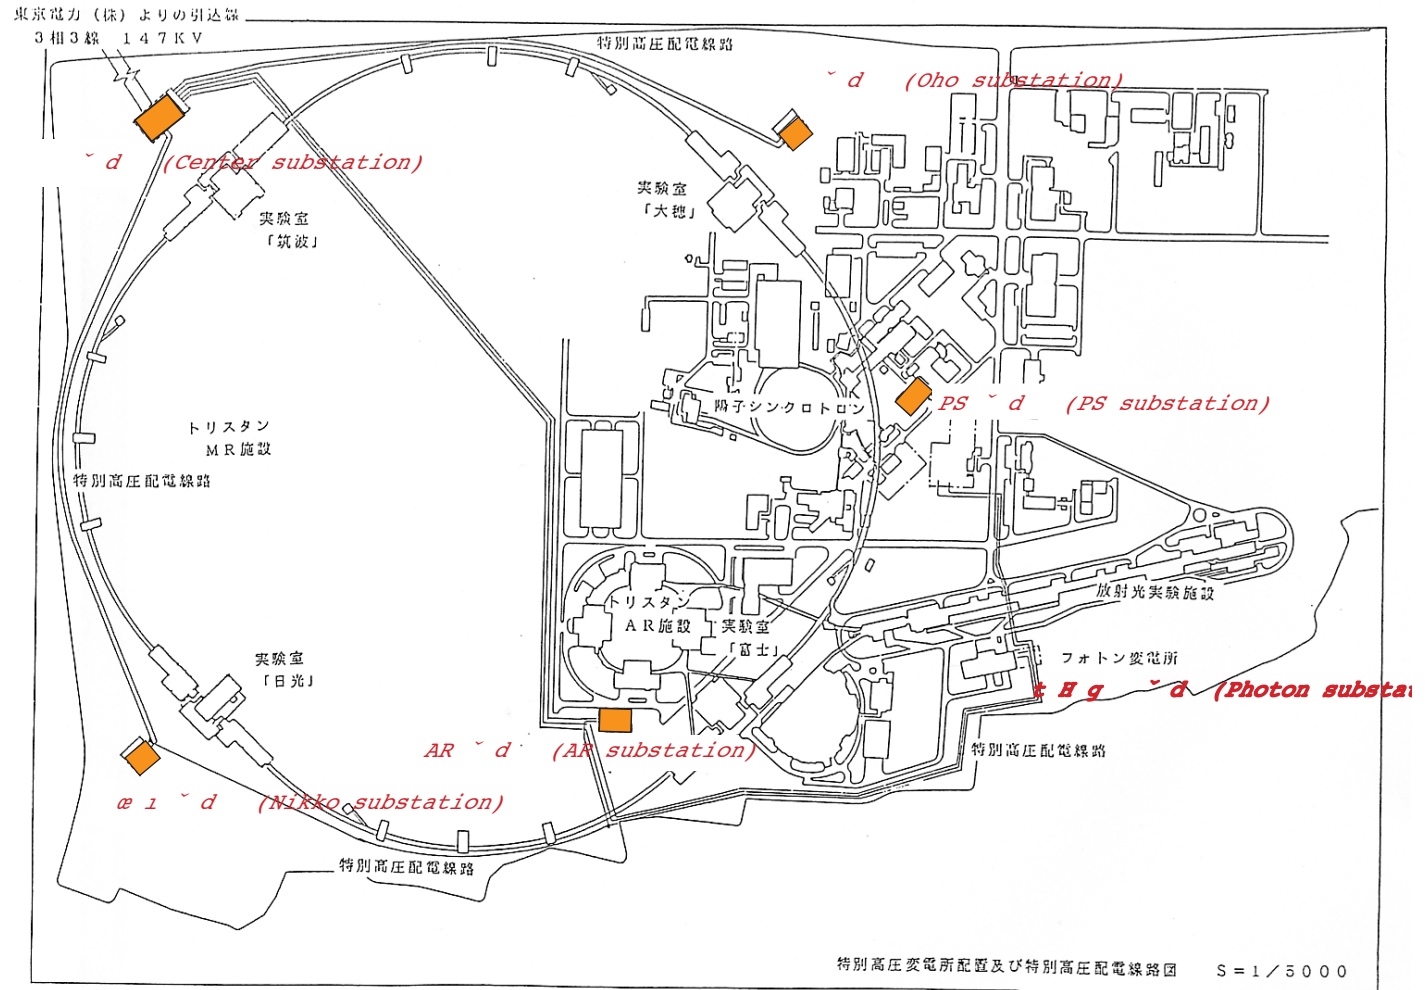 東京電力（株）よりの引込線
３相３線　１４７ＫＶ
特別高圧配電線路
ˇ d (Oho substation)
ˇ d (Center substation)
実験室
「筑波」
実験室
「大穂」
陽子シンクロトロン
PS ˇ d (PS substation)
トリスタン
ＭＲ施設
特別高圧配電線路
トリスタン
ＡＲ施設
実験室
「富士」
放射光実験施設
実験室
「日光」
フォトン変電所
t H g ˇ d (Photon substat
AR ˇ d (AR substation)
特別高圧配電線路
æ ı ˇ d (Nikko substation)
特別高圧配電線路
特別高圧変電所配置及び特別高圧配電線路図　Ｓ＝１／５０００